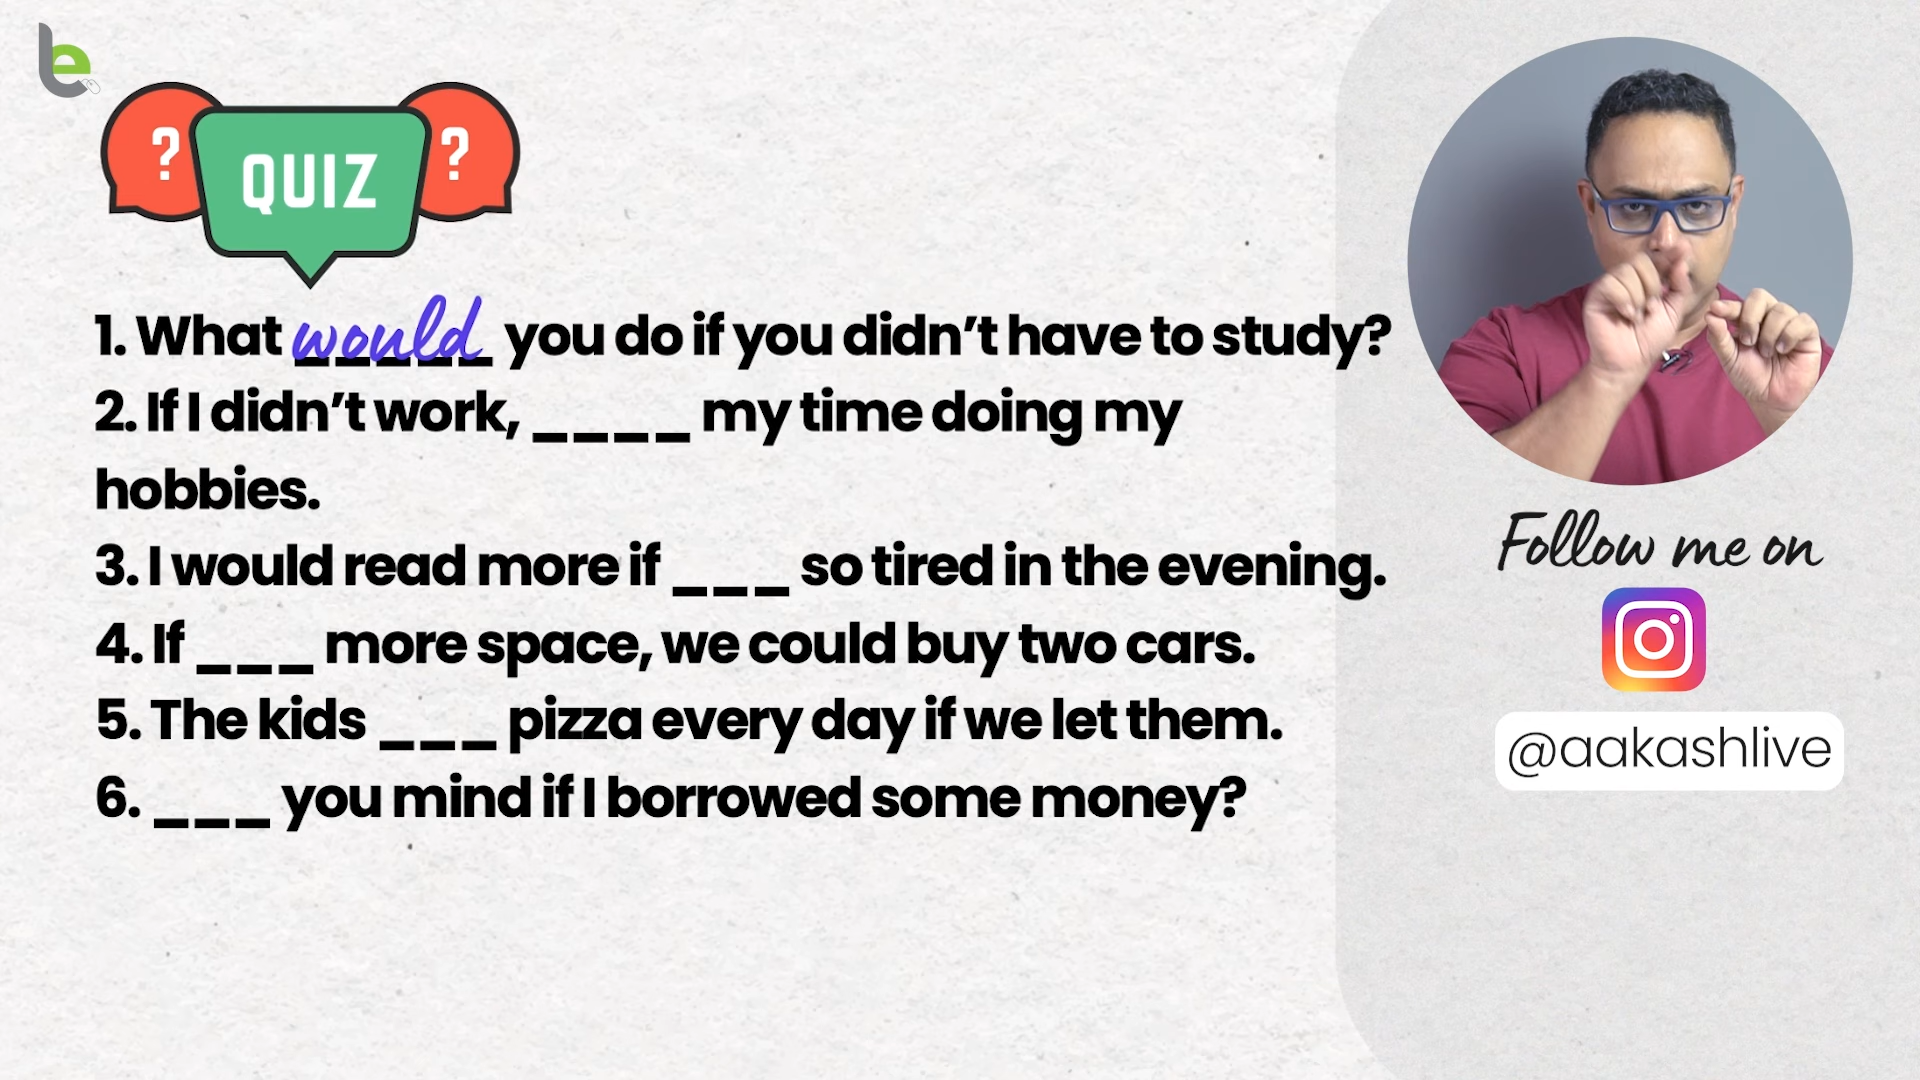 ? QUIZ ?
1. What would you do if you didn’t have to study?
2. If I didn’t work, ____ my time doing my
hobbies.
3. I would read more if ___ so tired in the evening.
4. If ___ more space, we could buy two cars.
5. The kids ___ pizza every day if we let them.
6. ___ you mind if I borrowed some money?
Follow me on
@aakashlive